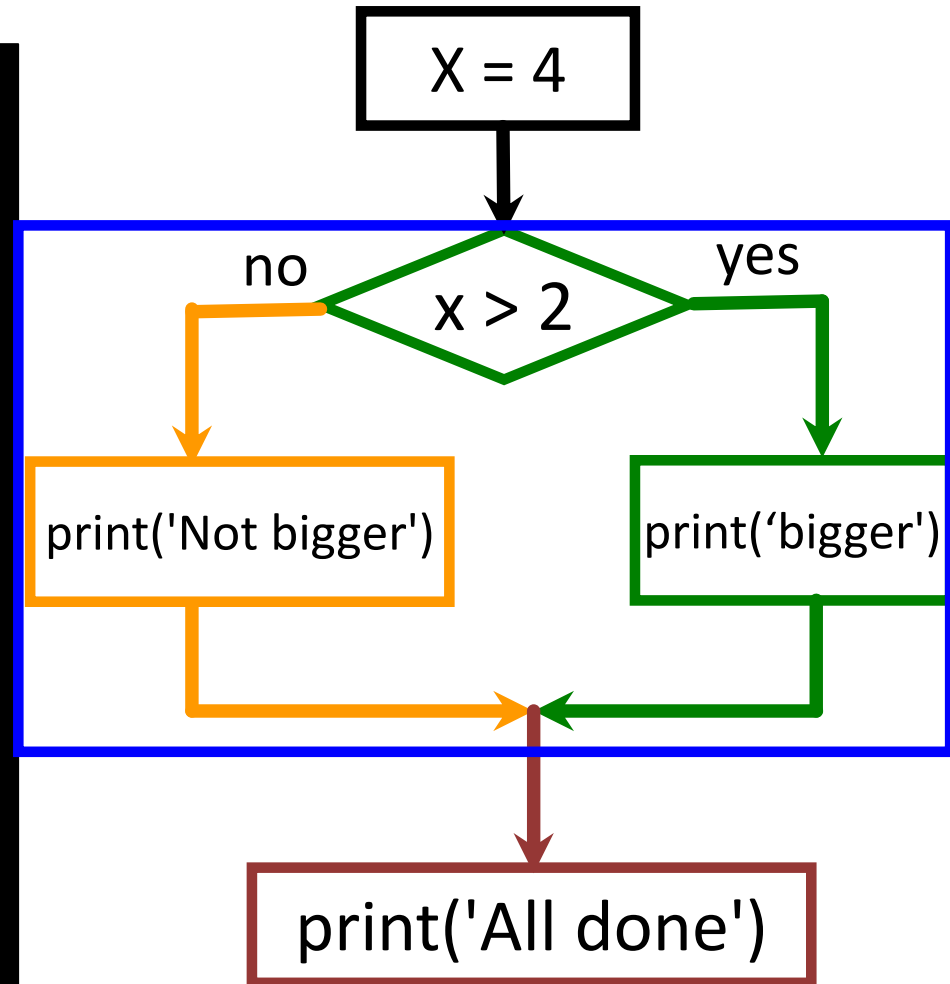 X = 4
no
yes
x > 2
print('Not bigger')
print(‘bigger')
print('All done')